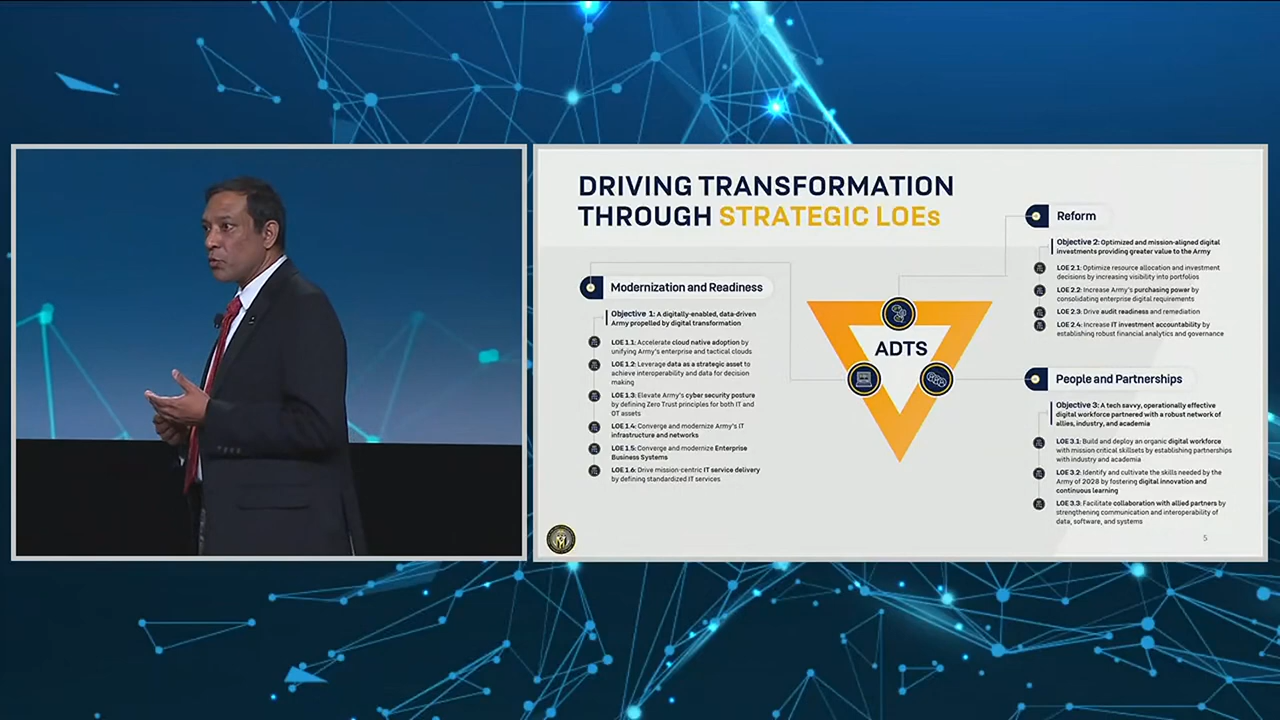 DRIVING TRANSFORMATION
THROUGH STRATEGIC LOEs
Modernization and Readiness
Objective 1: A digitally-enabled, data-driven
Army propelled by digital transformation
LOE 1.1: Accelerate cloud native adoption by
unifying Army's enterprise and tactical clouds
LOE 1.2: Leverage data as a strategic asset to
achieve interoperability and data for decision
making
LOE 1.3: Elevate Army's cyber security posture
by defining Zero Trust principles for both IT and
OT assets
LOE 1.4: Converge and modernize Army's IT
infrastructure and networks
LOE 1.5: Converge and modernize Enterprise
Business Systems
LOE 1.6: Drive mission-centric IT service delivery
by defining standardized IT services
ADTS
Reform
Objective 2: Optimized and mission-aligned digital
investments providing greater value to the Army
LOE 2.1: Optimize resource allocation and investment
decisions by increasing visibility into portfolios
LOE 2.2: Increase Army's purchasing power by
consolidating enterprise digital requirements
LOE 2.3: Drive audit readiness and remediation
LOE 2.4: Increase IT investment accountability by
establishing robust financial analytics and governance
People and Partnerships
Objective 3: A tech savvy, operationally effective
digital workforce partnered with a robust network of
allies, industry, and academia
LOE 3.1: Build and deploy an organic digital workforce
with mission critical skillsets by establishing partnerships
with industry and academia
LOE 3.2: Identify and cultivate the skills needed by the
Army of 2028 by fostering digital innovation and
continuous learning
LOE 3.3: Facilitate collaboration with allied partners by
strengthening communication and interoperability of
data, software, and systems
5